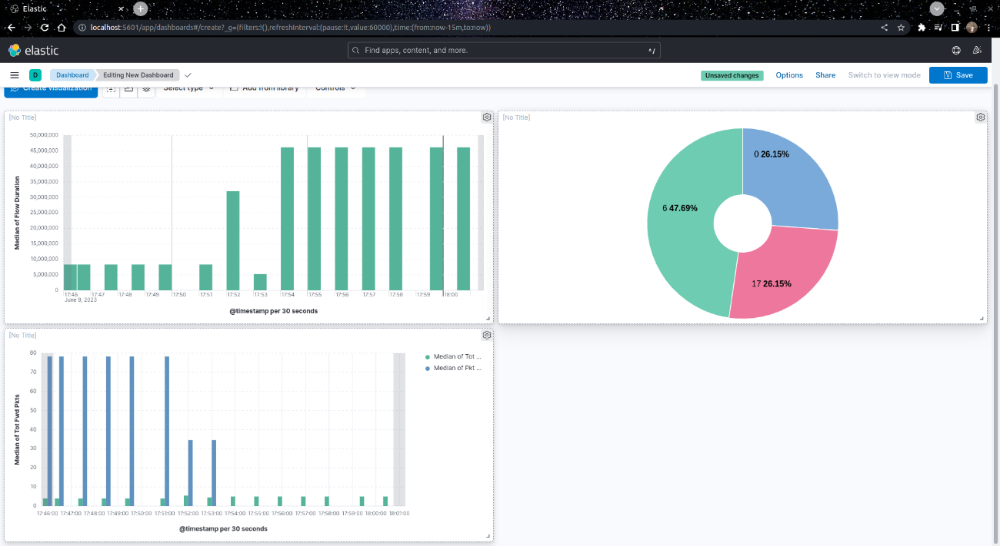 Elastic
localhost:5601/app/dashboards#/create?_g=(filters:!(),refreshInterval:(pause:!t,value:60000),time:(from:now-15m,to:now))
elastic
Find apps, content, and more.
^/
D Dashboard Editing New Dashboard
Unsaved changes Options Share Switch to view mode Save
Create visualization Select type Add from library Controls
[No Title]
50,000,000
45,000,000
40,000,000
35,000,000
30,000,000
25,000,000
20,000,000
15,000,000
10,000,000
5,000,000
0
Median of Flow Duration
17:46 17:47 17:48 17:49 17:50 17:51 17:52 17:53 17:54 17:55 17:56 17:57 17:58 17:59 18:00
June 9, 2023
@timestamp per 30 seconds
[No Title]
0 26.15%
6 47.69%
17 26.15%
[No Title]
80
70
60
50
40
30
20
10
0
Median of Tot Fwd Pkts
Median of Tot ...
Median of Pkt ...
17:46:00 17:47:00 17:48:00 17:49:00 17:50:00 17:51:00 17:52:00 17:53:00 17:54:00 17:55:00 17:56:00 17:57:00 17:58:00 17:59:00 18:00:00 18:01:00
@timestamp per 30 seconds